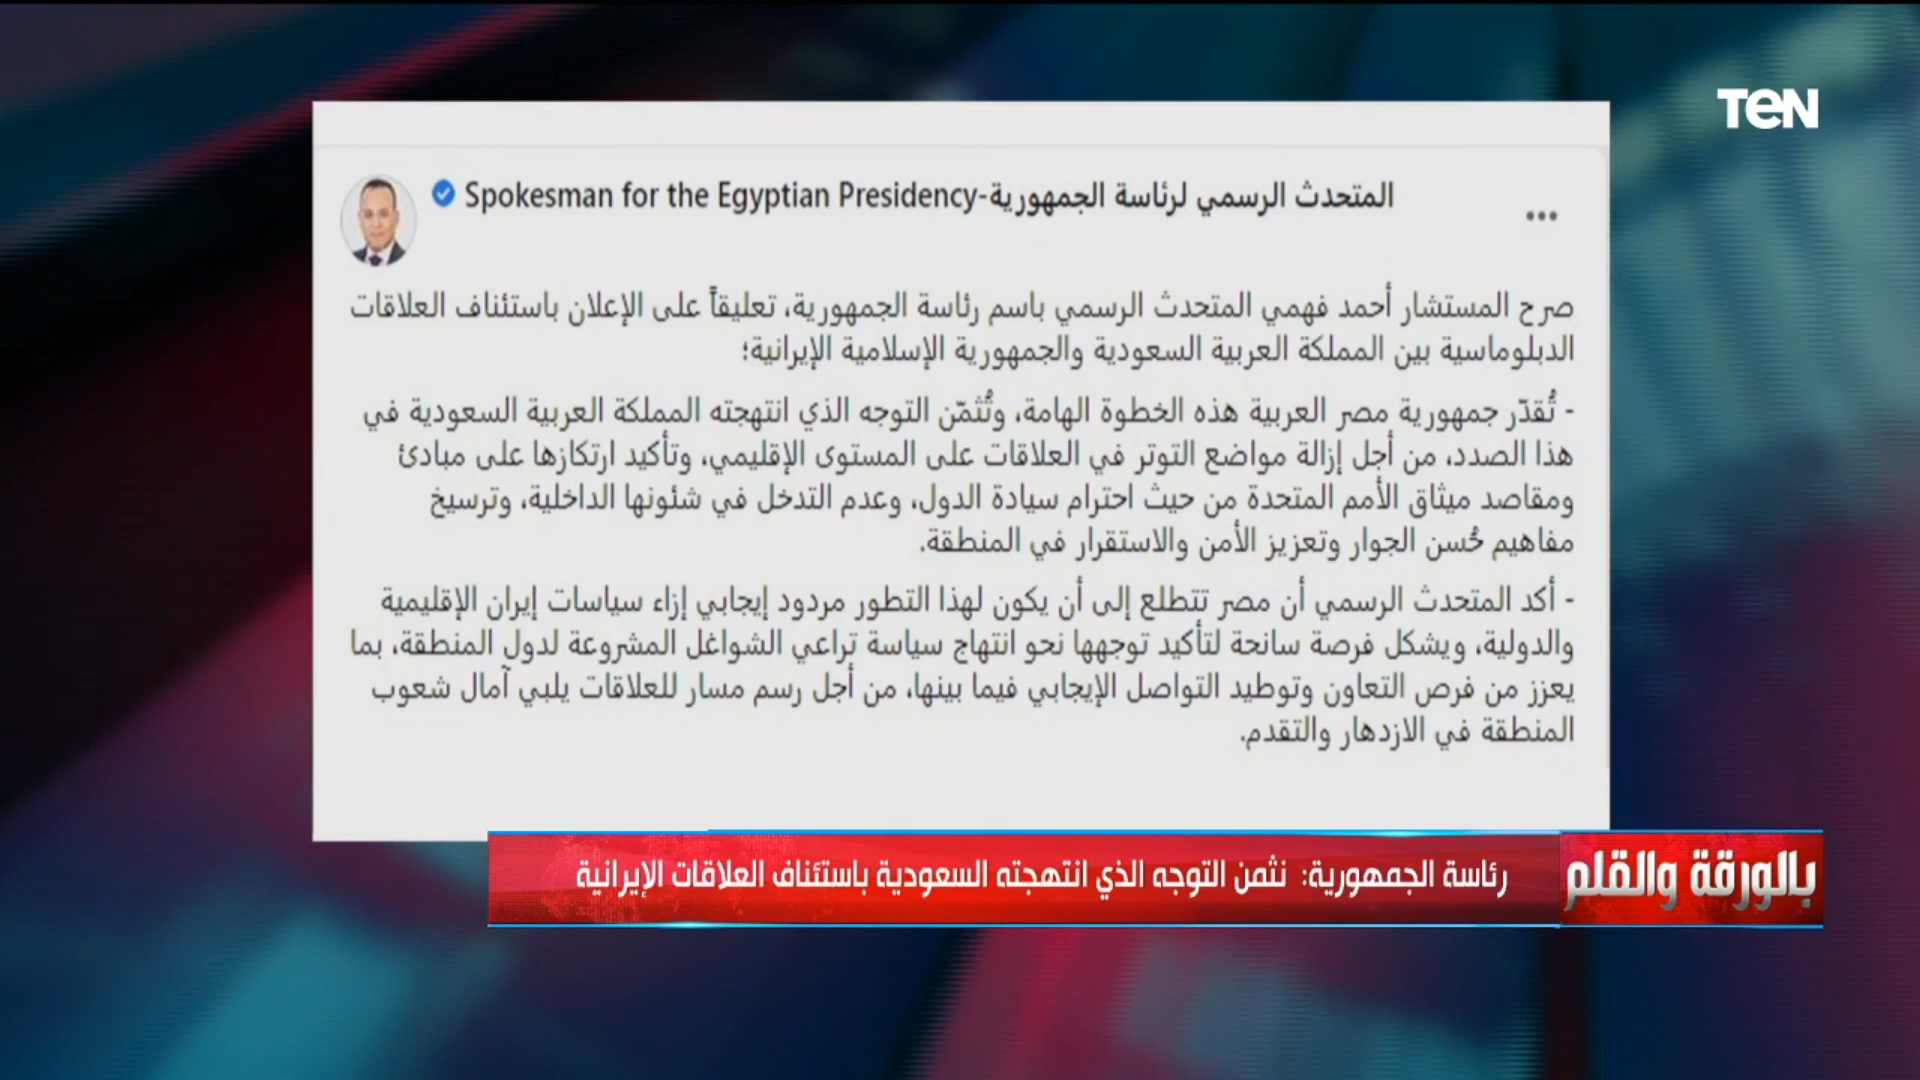 TeN
Spokesman for the Egyptian Presidency-المتحدث الرسمي لرئاسة الجمهورية
صرح المستشار أحمد فهمي المتحدث الرسمي باسم رئاسة الجمهورية، تعليقاً على الإعلان باستئناف العلاقات
الدبلوماسية بين المملكة العربية السعودية والجمهورية الإسلامية الإيرانية؛
- تُقدّر جمهورية مصر العربية هذه الخطوة الهامة، وتُثمّن التوجه الذي انتهجته المملكة العربية السعودية في
هذا الصدد، من أجل إزالة مواضع التوتر في العلاقات على المستوى الإقليمي، وتأكيد ارتكازها على مبادئ
ومقاصد ميثاق الأمم المتحدة من حيث احترام سيادة الدول، وعدم التدخل في شئونها الداخلية، وترسيخ
مفاهيم حُسن الجوار وتعزيز الأمن والاستقرار في المنطقة.
- أكد المتحدث الرسمي أن مصر تتطلع إلى أن يكون لهذا التطور مردود إيجابي إزاء سياسات إيران الإقليمية
والدولية، ويشكل فرصة سانحة لتأكيد توجهها نحو انتهاج سياسة تراعي الشواغل المشروعة لدول المنطقة، بما
يعزز من فرص التعاون وتوطيد التواصل الإيجابي فيما بينها، من أجل رسم مسار للعلاقات يلبي آمال شعوب
المنطقة في الازدهار والتقدم.
بالورقة والقلم
رئاسة الجمهورية: نثمن التوجه الذي انتهجته السعودية باستئناف العلاقات الإيرانية